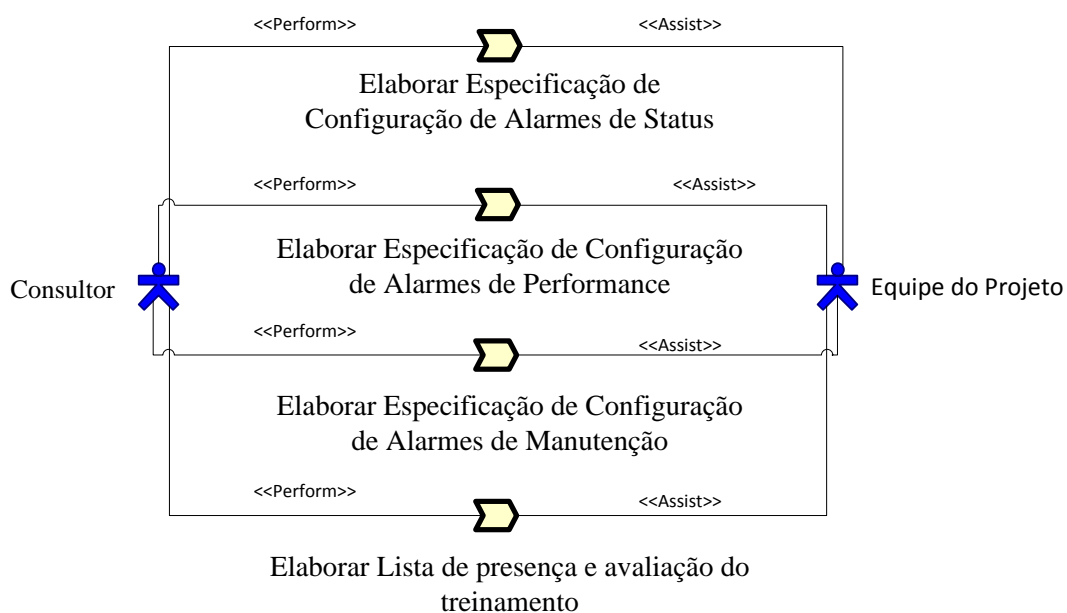 <<Perform>>
<<Assist>>
Elaborar Especificação de
Configuração de Alarmes de Status
<<Perform>>
<<Assist>>
Elaborar Especificação de Configuração
de Alarmes de Performance
Consultor
Equipe do Projeto
<<Perform>>
<<Assist>>
Elaborar Especificação de Configuração
de Alarmes de Manutenção
<<Perform>>
<<Assist>>
Elaborar Lista de presença e avaliação do
treinamento